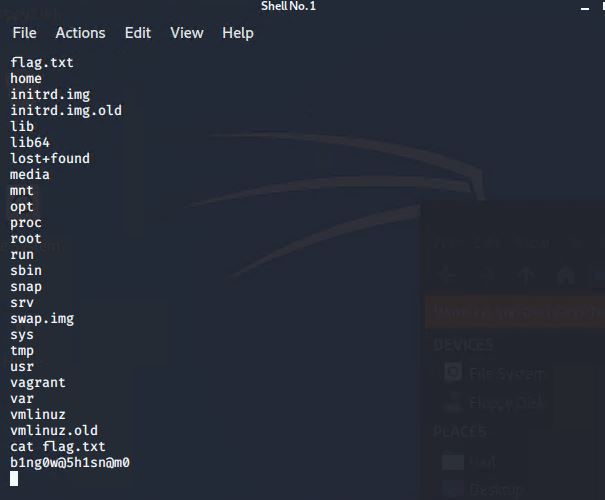 Shell No.1
File Actions Edit View Help
flag.txt
home
initrd.img
initrd.img.old
lib
lib64
lost+found
media
mnt
opt
proc
root
run
sbin
snap
srv
swap.img
sys
tmp
usr
vagrant
var
vmlinuz
vmlinuz.old
cat flag.txt
b1ng0w@5h1sn@m0
DEVICES
File System
Floppy Disk
PLACES
root
Desktop